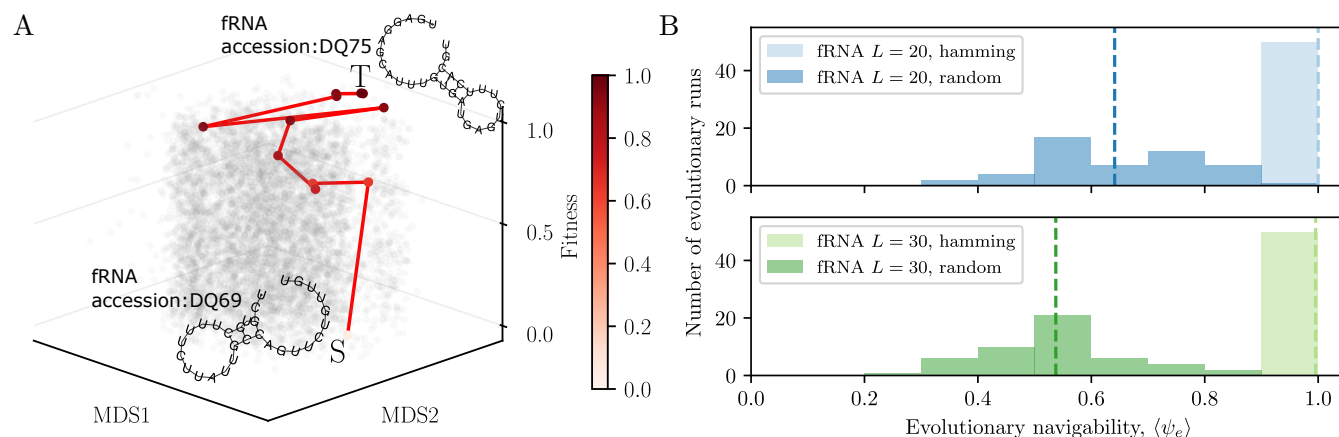 A
fRNA
accession:DQ75
T
fRNA
accession:DQ69
S
MDS1
MDS2
1.0
0.5
0.0
Fitness
1.0
0.8
0.6
0.4
0.2
0.0
B
Number of evolutionary runs
fRNA L = 20, hamming
fRNA L = 20, random
40
20
0
fRNA L = 30, hamming
fRNA L = 30, random
40
20
0
0.0 0.2 0.4 0.6 0.8 1.0
Evolutionary navigability, ⟨ψₑ⟩